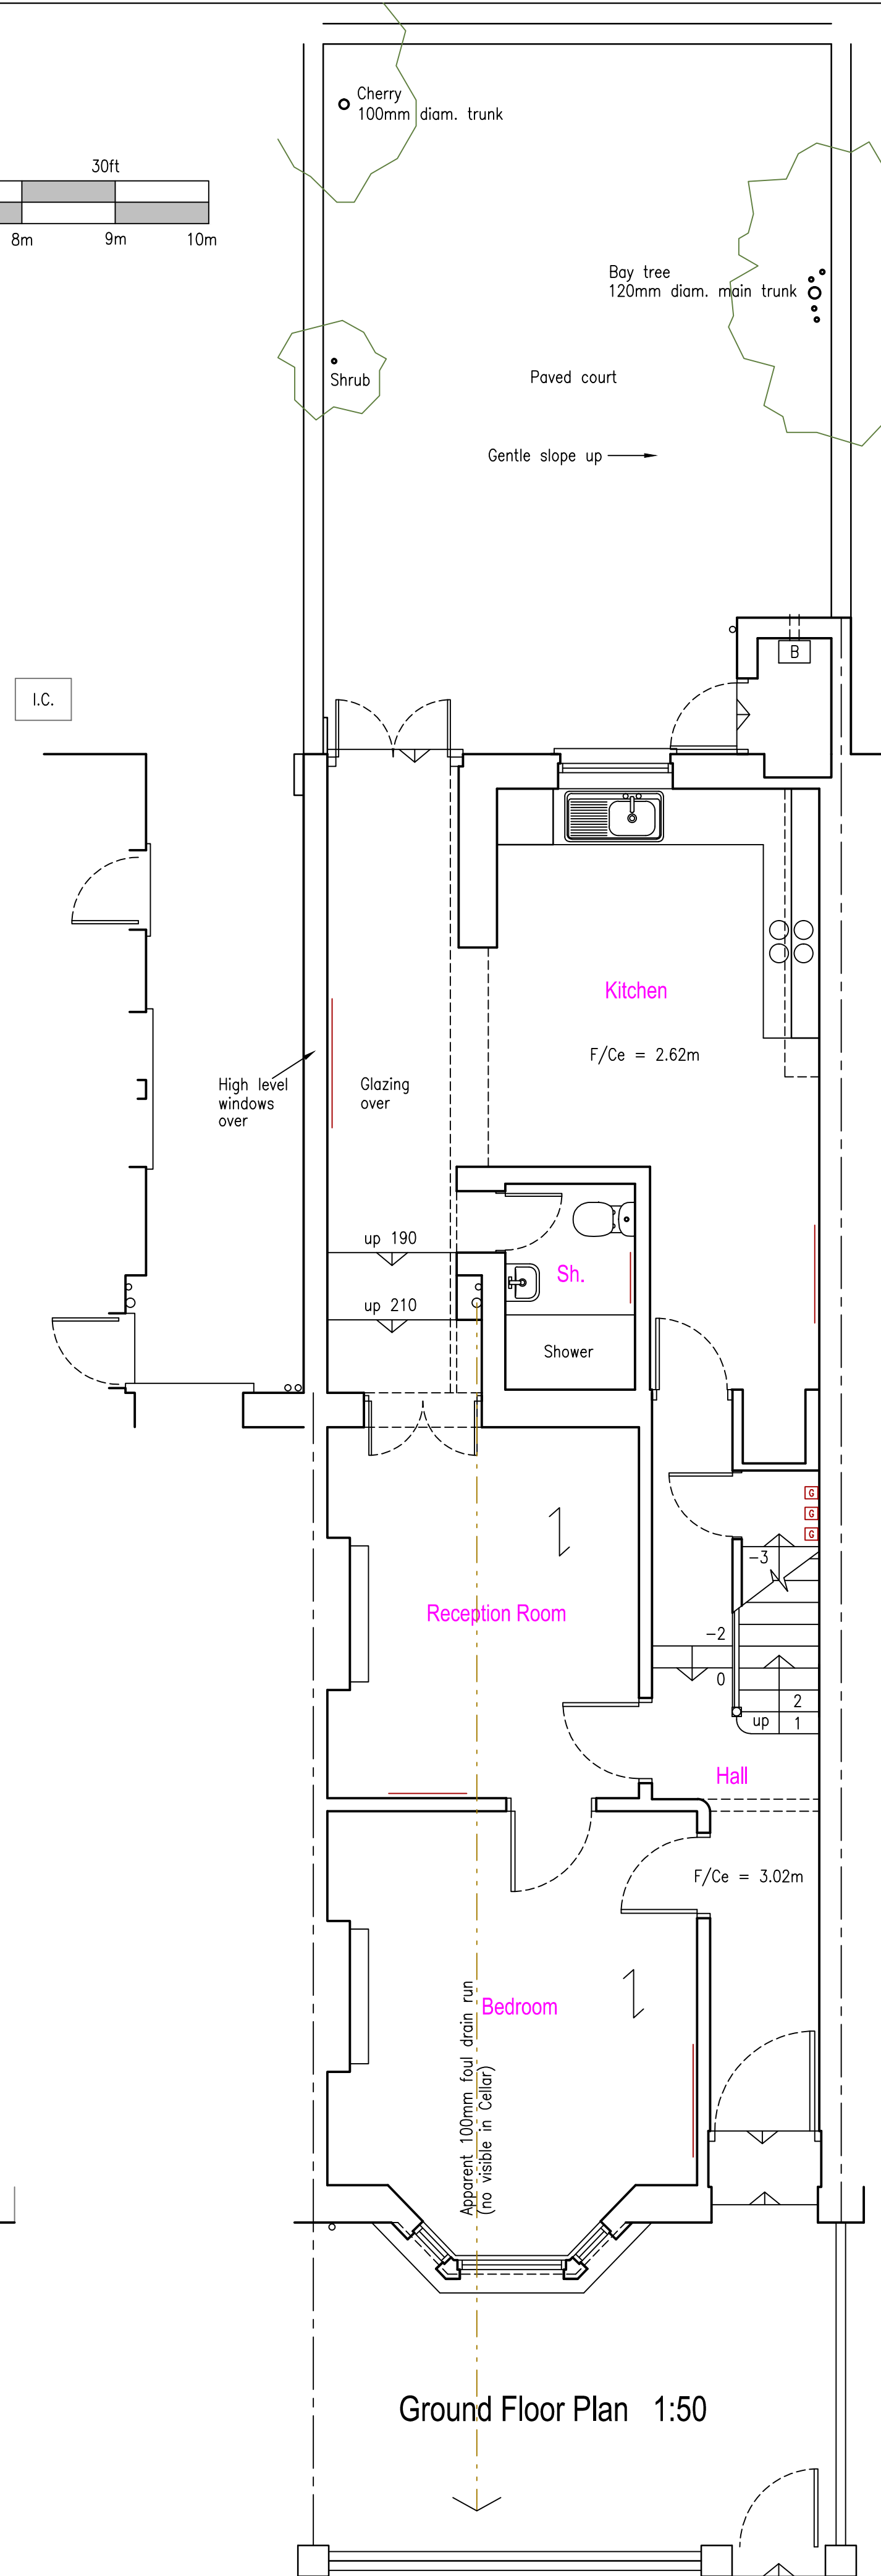 Cherry
100mm diam. trunk
30ft
8m 9m 10m
Bay tree
120mm diam. main trunk
Shrub
Paved court
Gentle slope up
B
I.C.
Kitchen
F/Ce = 2.62m
High level
windows
over
Glazing
over
up 190
Sh.
up 210
Shower
G
G
G
-3
Reception Room
-2
0
2
up 1
Hall
F/Ce = 3.02m
Bedroom
Apparent 100mm foul drain run
(no visible in Cellar)
Ground Floor Plan 1:50